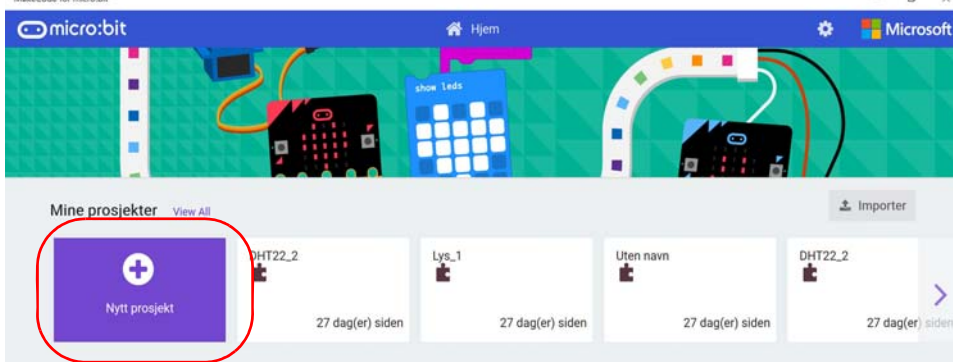 micro:bit
Hjem
Microsoft
show leds
Mine prosjekter View All
Importer
Nytt prosjekt
DHT22_2
27 dag(er) siden
Lys_1
27 dag(er) siden
Uten navn
27 dag(er) siden
DHT22_2
27 dag(er) siden